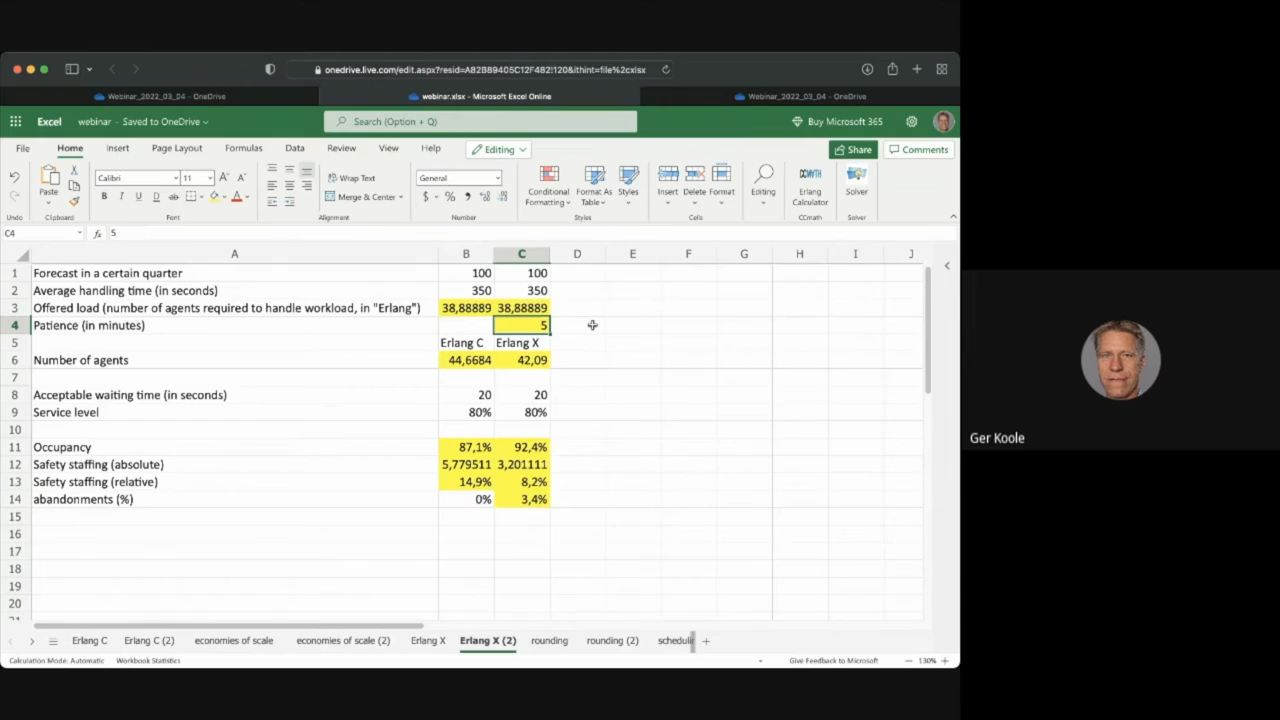 onedrive.live.com/edit.aspx?resid=A82B89405C12F482!120&ithint=file%2cxlsx
Webinar_2022_03_04 - OneDrive
webinar.xlsx - Microsoft Excel Online
Webinar_2022_03_04 - OneDrive
Excel webinar - Saved to OneDrive
Search (Option + Q)
Buy Microsoft 365
File Home Insert Page Layout Formulas Data Review View Help Editing Share Comments
Paste Calibri 11 Wrap Text General
B I U D ab A Merge & Center $ % Conditional Formatting Format As Table Styles Insert Delete Format Editing Erlang Calculator Solver
Undo Clipboard Font Alignment Number Styles Cells CCmath Solver
C4 fx 5
A B C D E F G H I J
1 Forecast in a certain quarter 100 100
2 Average handling time (in seconds) 350 350
3 Offered load (number of agents required to handle workload, in "Erlang") 38,88889 38,88889
4 Patience (in minutes) 5
5 Erlang C Erlang X
6 Number of agents 44,6684 42,09
7
8 Acceptable waiting time (in seconds) 20 20
9 Service level 80% 80%
10
11 Occupancy 87,1% 92,4%
12 Safety staffing (absolute) 5,779511 3,201111
13 Safety staffing (relative) 14,9% 8,2%
14 abandonments (%) 0% 3,4%
15
16
17
18
19
20
Erlang C Erlang C (2) economies of scale economies of scale (2) Erlang X Erlang X (2) rounding rounding (2)
Calculation Mode: Automatic Workbook Statistics Give Feedback to Microsoft 130%
Ger Koole